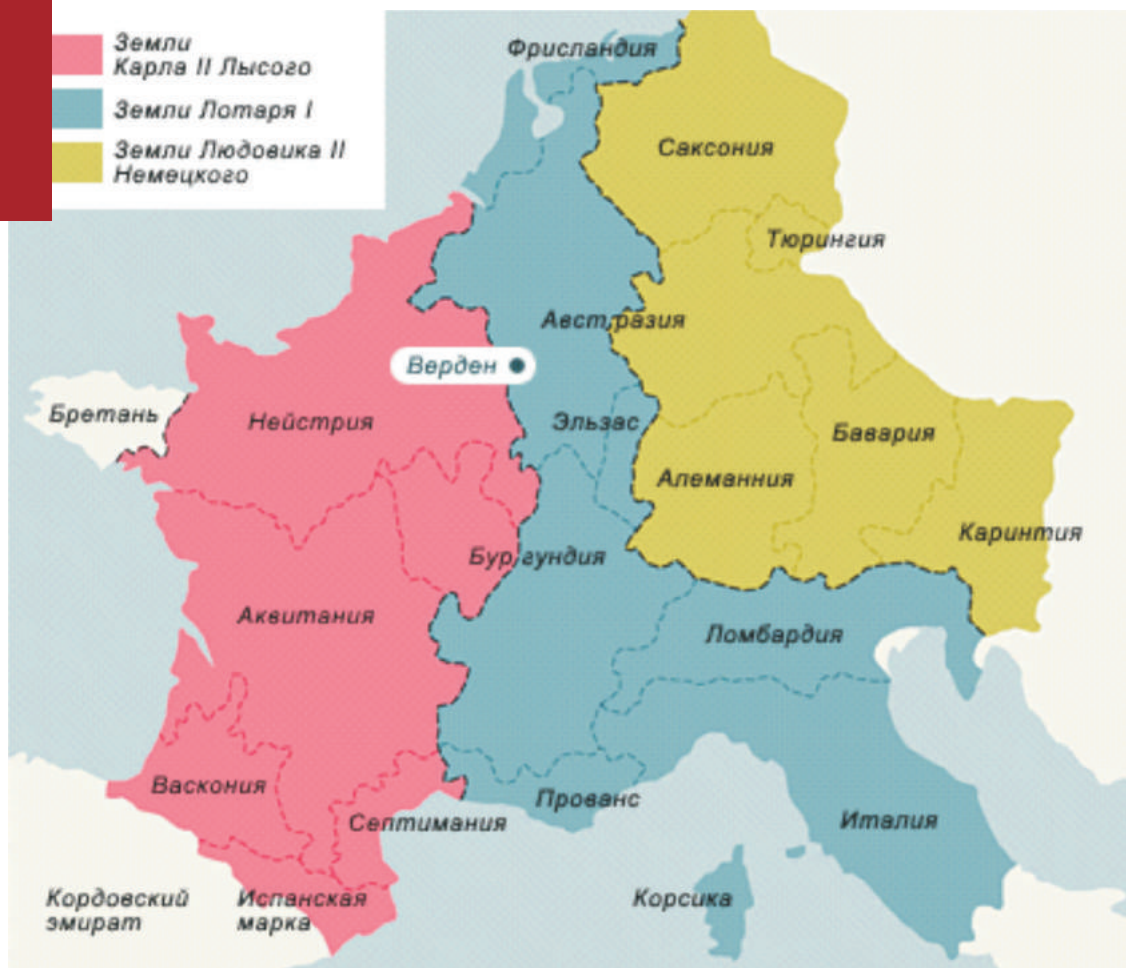 Земли
Карла II Лысого
Земли Лотаря I
Земли Людовика II
Немецкого
Фрисландия
Саксония
Тюрингия
Австразия
Верден
Бретань
Нейстрия
Эльзас
Бавария
Алеманния
Каринтия
Бургундия
Аквитания
Ломбардия
Васкония
Прованс
Септимания
Италия
Кордовский
эмират
Испанская
марка
Корсика